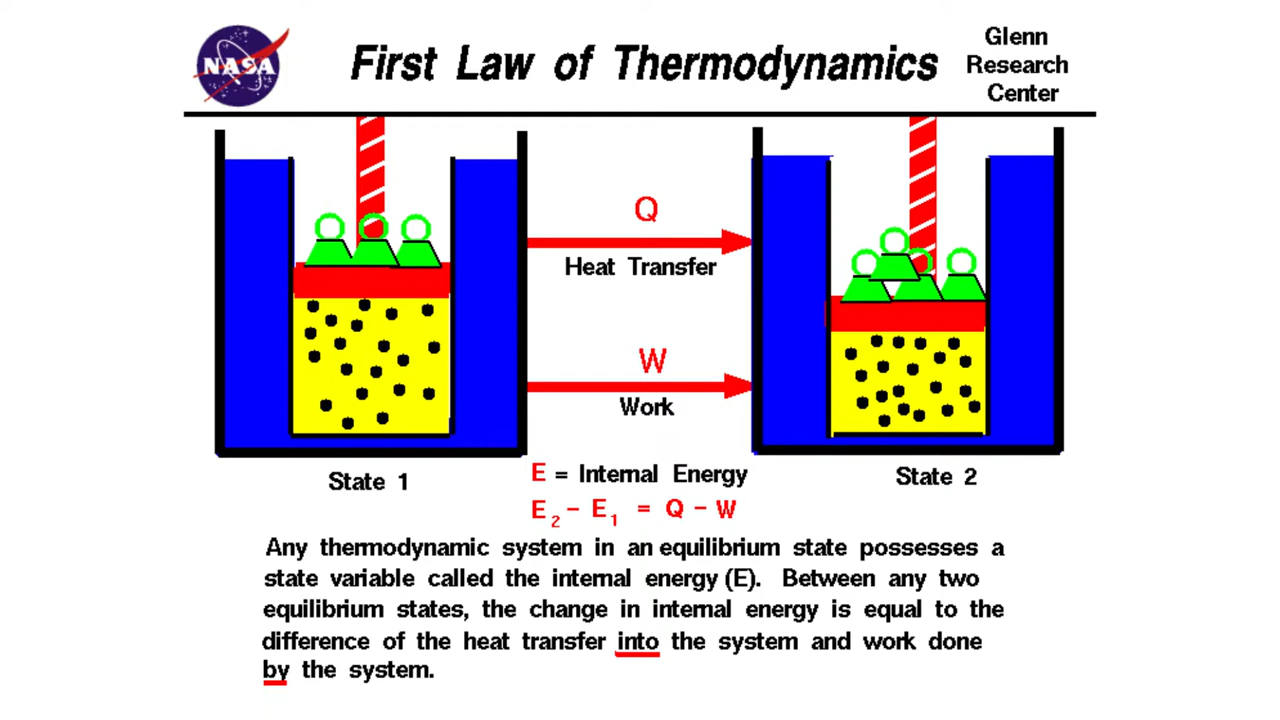 NASA
First Law of Thermodynamics
Glenn
Research
Center
Q
Heat Transfer
W
Work
State 1
State 2
E = Internal Energy
E₂ - E₁ = Q - W
Any thermodynamic system in an equilibrium state possesses a
state variable called the internal energy (E). Between any two
equilibrium states, the change in internal energy is equal to the
difference of the heat transfer into the system and work done
by the system.